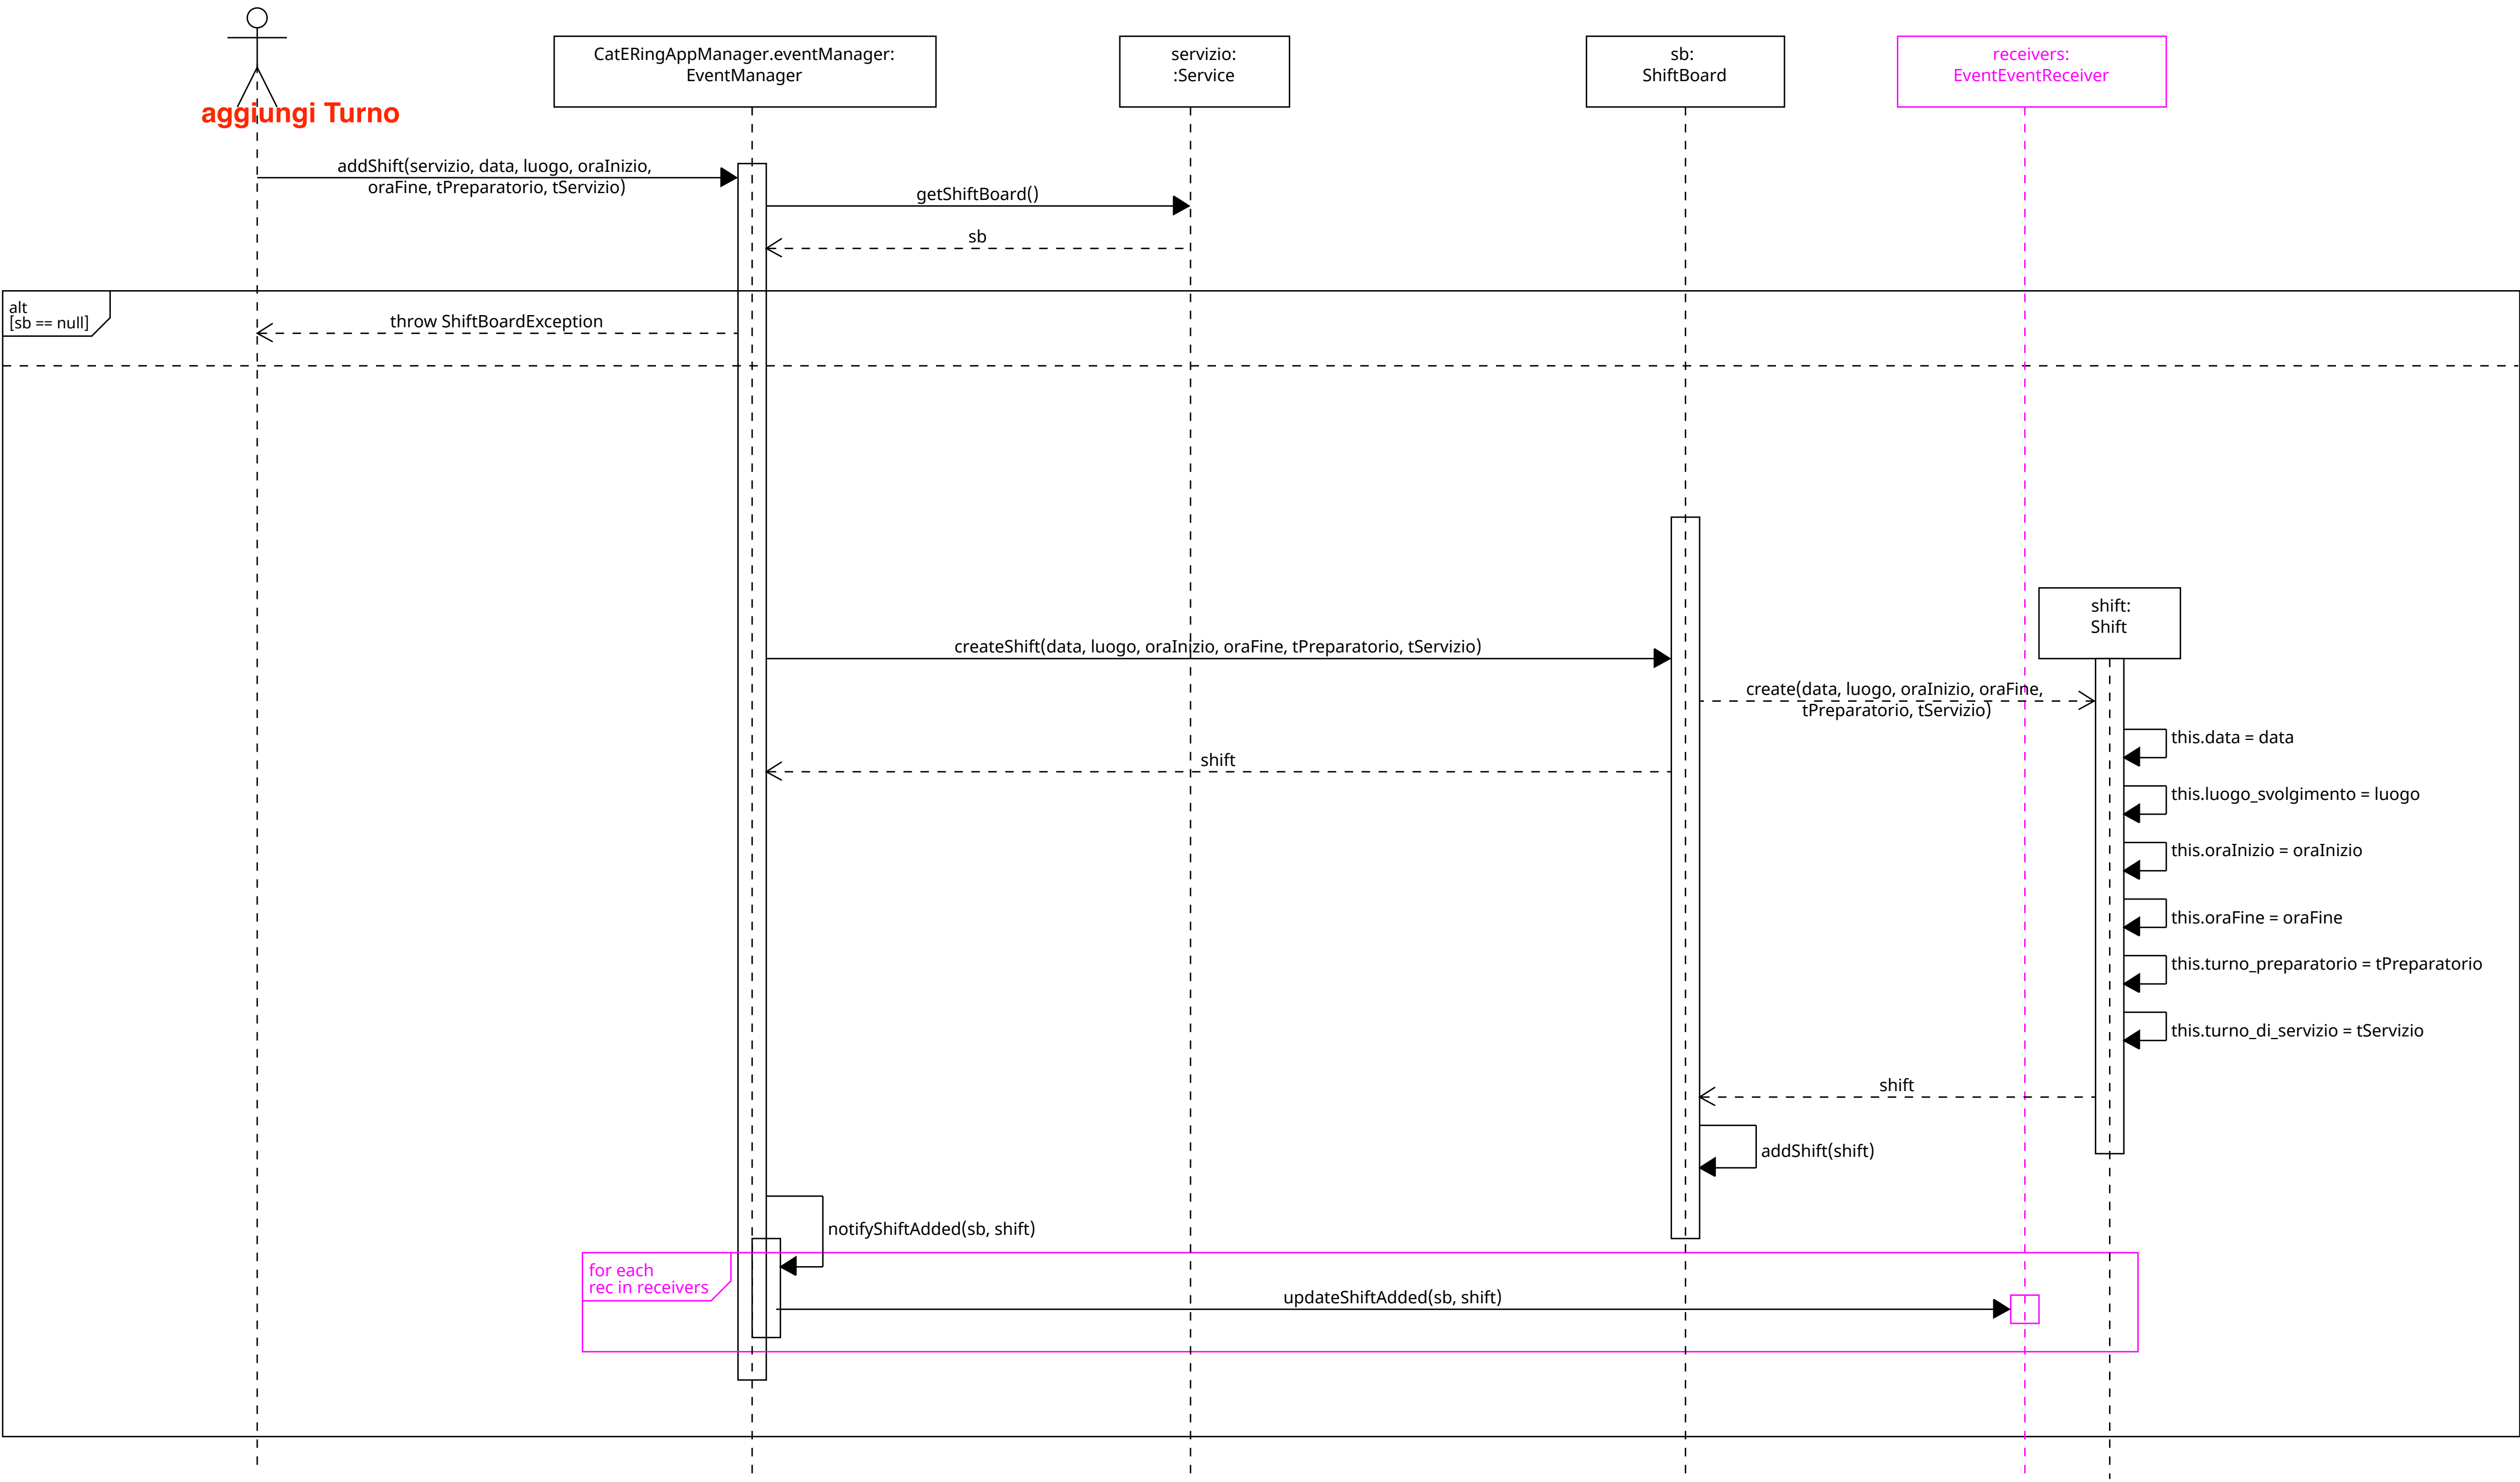 aggiungi Turno
CatERingAppManager.eventManager:
EventManager
servizio:
:Service
sb:
ShiftBoard
receivers:
EventEventReceiver
addShift(servizio, data, luogo, oraInizio,
oraFine, tPreparatorio, tServizio)
getShiftBoard()
sb
alt
[sb == null]
throw ShiftBoardException
shift:
Shift
createShift(data, luogo, oraInizio, oraFine, tPreparatorio, tServizio)
create(data, luogo, oraInizio, oraFine,
tPreparatorio, tServizio)
this.data = data
shift
this.luogo_svolgimento = luogo
this.oraInizio = oraInizio
this.oraFine = oraFine
this.turno_preparatorio = tPreparatorio
this.turno_di_servizio = tServizio
shift
addShift(shift)
notifyShiftAdded(sb, shift)
for each
rec in receivers
updateShiftAdded(sb, shift)